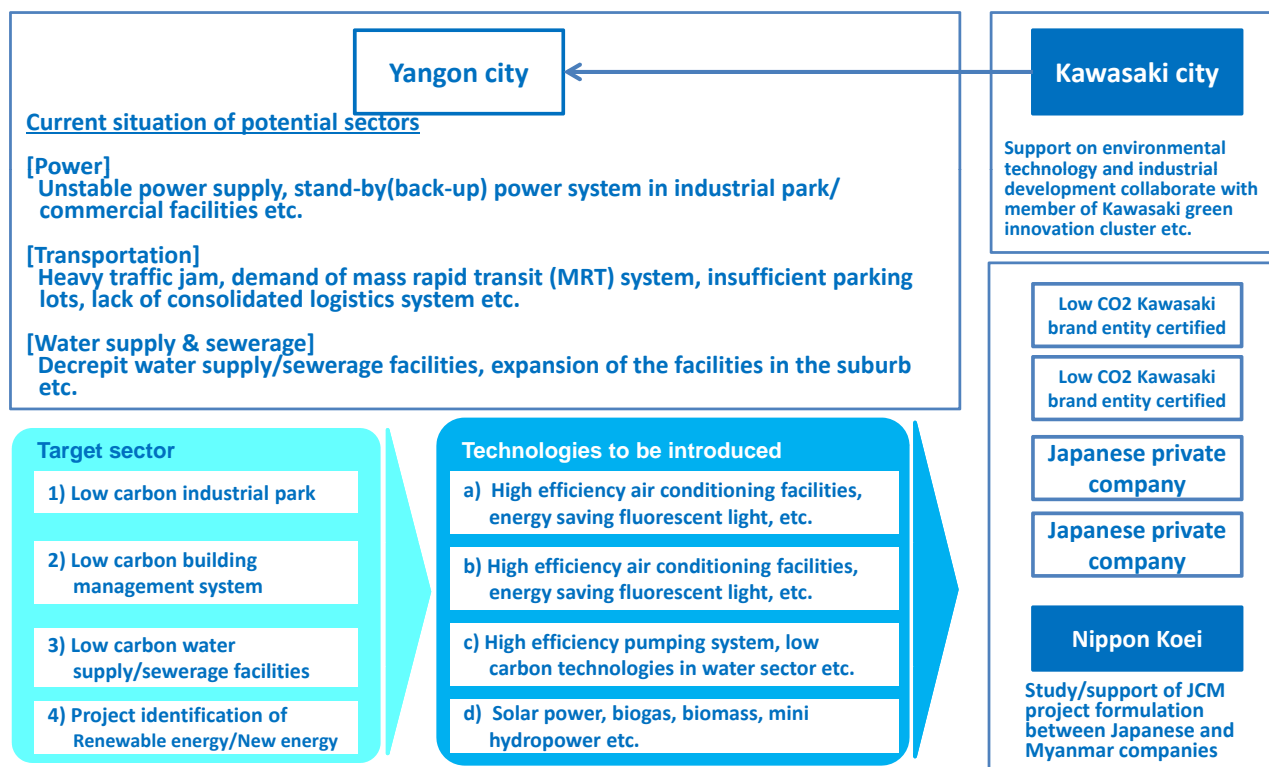 Yangon city
Current situation of potential sectors
[Power]
Unstable power supply, stand-by(back-up) power system in industrial park/
commercial facilities etc.
[Transportation]
Heavy traffic jam, demand of mass rapid transit (MRT) system, insufficient parking
lots, lack of consolidated logistics system etc.
[Water supply & sewerage]
Decrepit water supply/sewerage facilities, expansion of the facilities in the suburb
etc.
Kawasaki city
Support on environmental
technology and industrial
development collaborate with
member of Kawasaki green
innovation cluster etc.
Target sector
1) Low carbon industrial park
2) Low carbon building
management system
3) Low carbon water
supply/sewerage facilities
4) Project identification of
Renewable energy/New energy
Technologies to be introduced
a) High efficiency air conditioning facilities,
energy saving fluorescent light, etc.
b) High efficiency air conditioning facilities,
energy saving fluorescent light, etc.
c) High efficiency pumping system, low
carbon technologies in water sector etc.
d) Solar power, biogas, biomass, mini
hydropower etc.
Low CO2 Kawasaki
brand entity certified
Low CO2 Kawasaki
brand entity certified
Japanese private
company
Japanese private
company
Nippon Koei
Study/support of JCM
project formulation
between Japanese and
Myanmar companies